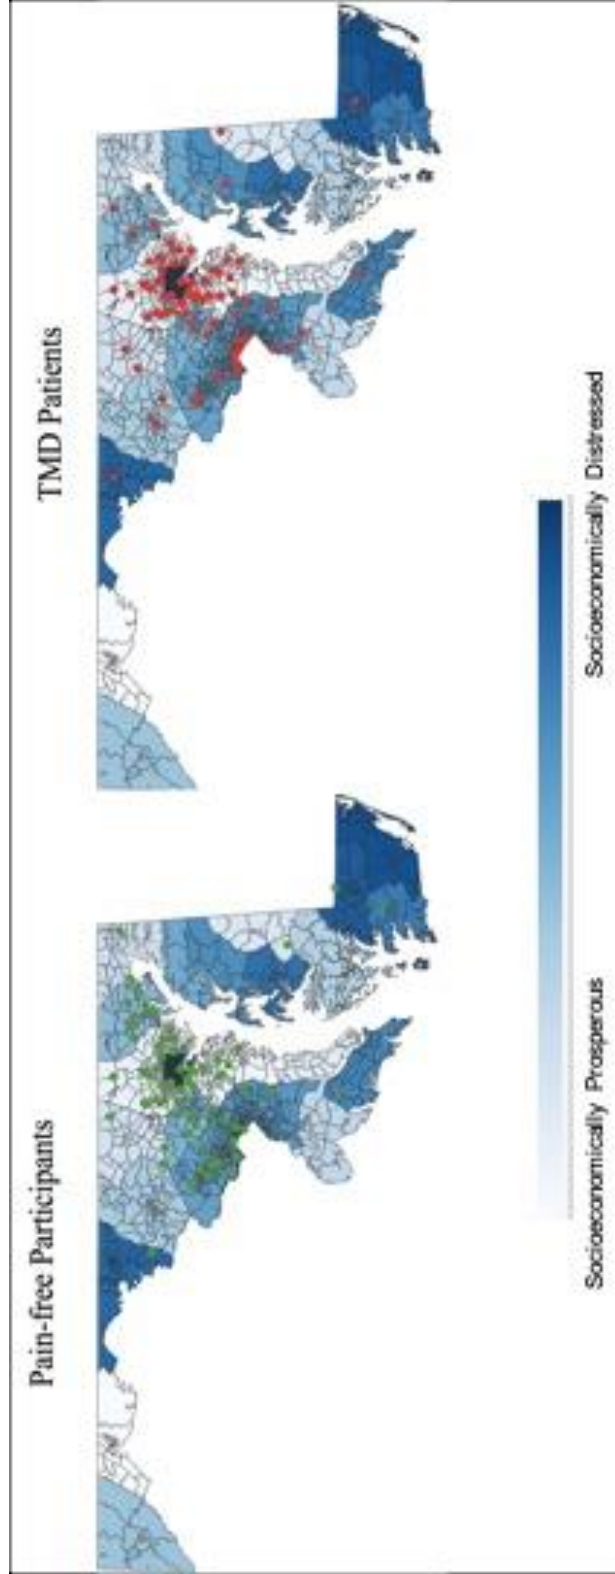 Pain-free Participants
TMD Patients
Socioeconomically Prosperous
Socioeconomically Distressed